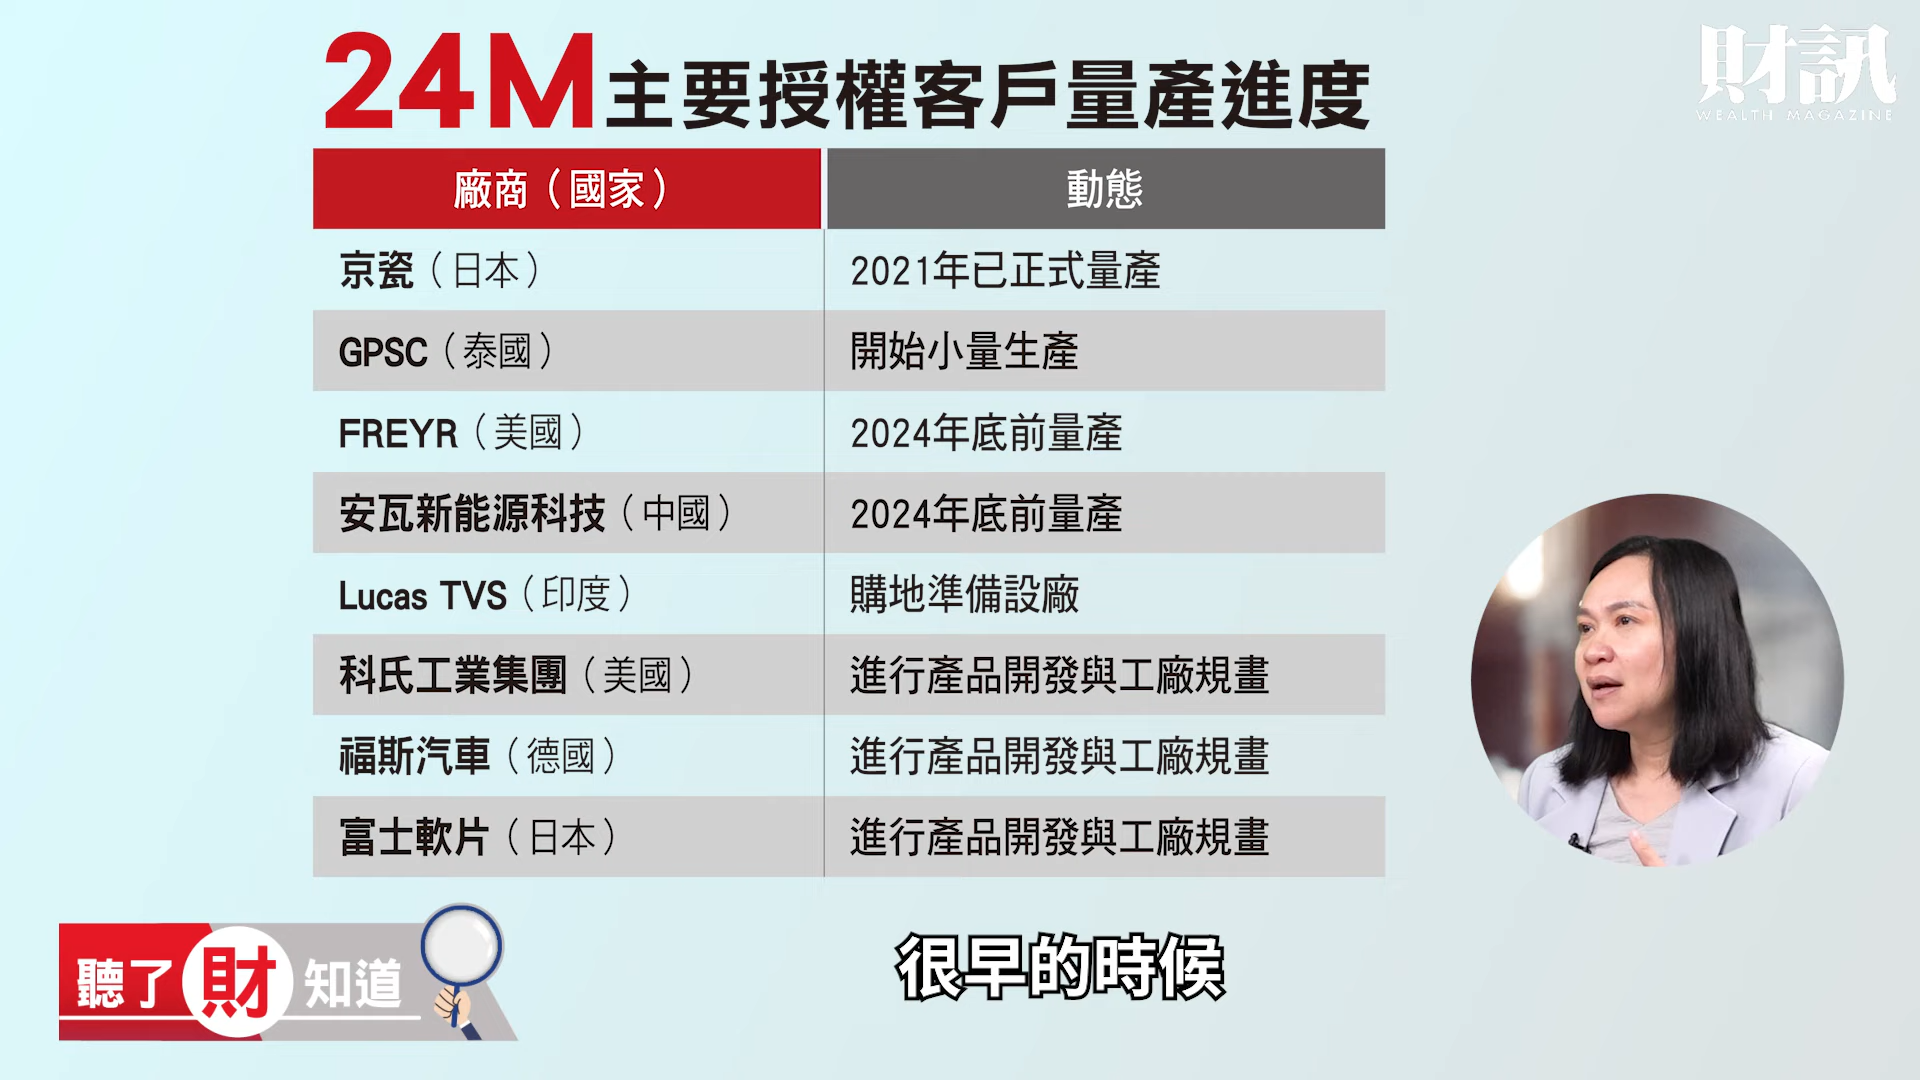 24M主要授權客戶量產進度
財訊
WEALTH MAGAZINE
廠商（國家） 動態
京瓷（日本） 2021年已正式量產
GPSC（泰國） 開始小量生產
FREYR（美國） 2024年底前量產
安瓦新能源科技（中國） 2024年底前量產
Lucas TVS（印度） 購地準備設廠
科氏工業集團（美國） 進行產品開發與工廠規畫
福斯汽車（德國） 進行產品開發與工廠規畫
富士軟片（日本） 進行產品開發與工廠規畫
聽了財知道
很早的時候